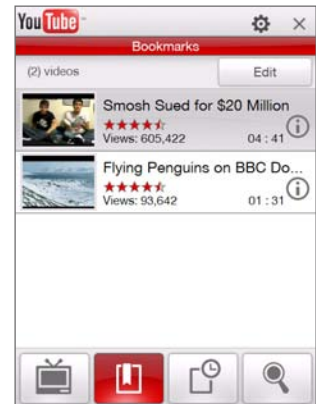 YouTube
Bookmarks
(2) videos
Edit
Smosh Sued for $20 Million
Views: 605,422
04 : 41
Flying Penguins on BBC Do...
Views: 93,642
01 : 31